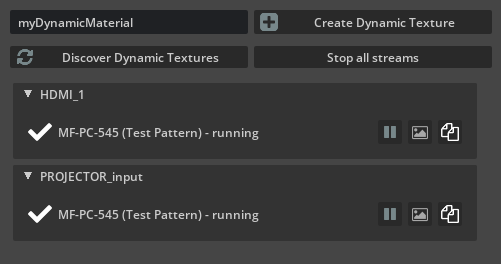 myDynamicMaterial
Create Dynamic Texture
Discover Dynamic Textures
Stop all streams
HDMI_1
MF-PC-545 (Test Pattern) - running
PROJECTOR_input
MF-PC-545 (Test Pattern) - running